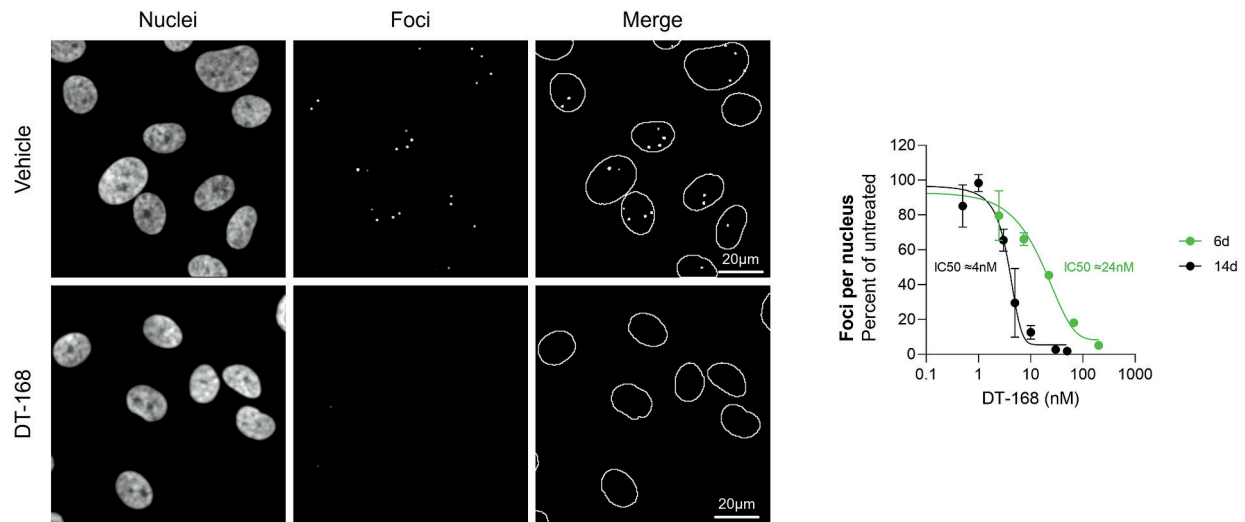 Nuclei
Foci
Merge
Vehicle
20µm
DT-168
20µm
Foci per nucleus
Percent of untreated
120
100
80
60
40
20
0
IC50 ≈4nM
IC50 ≈24nM
0.1
1
10
100
1000
DT-168 (nM)
6d
14d